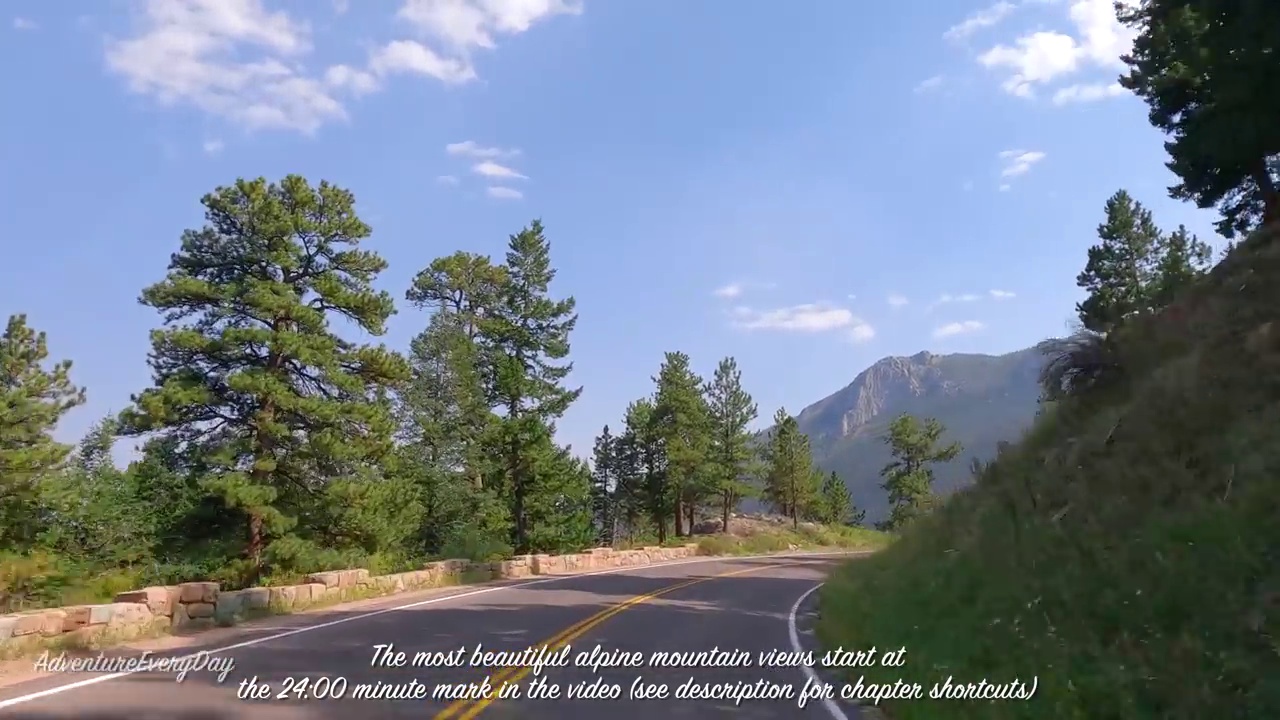 AdventureEveryDay
The most beautiful alpine mountain views start at
the 24:00 minute mark in the video (see description for chapter shortcuts)